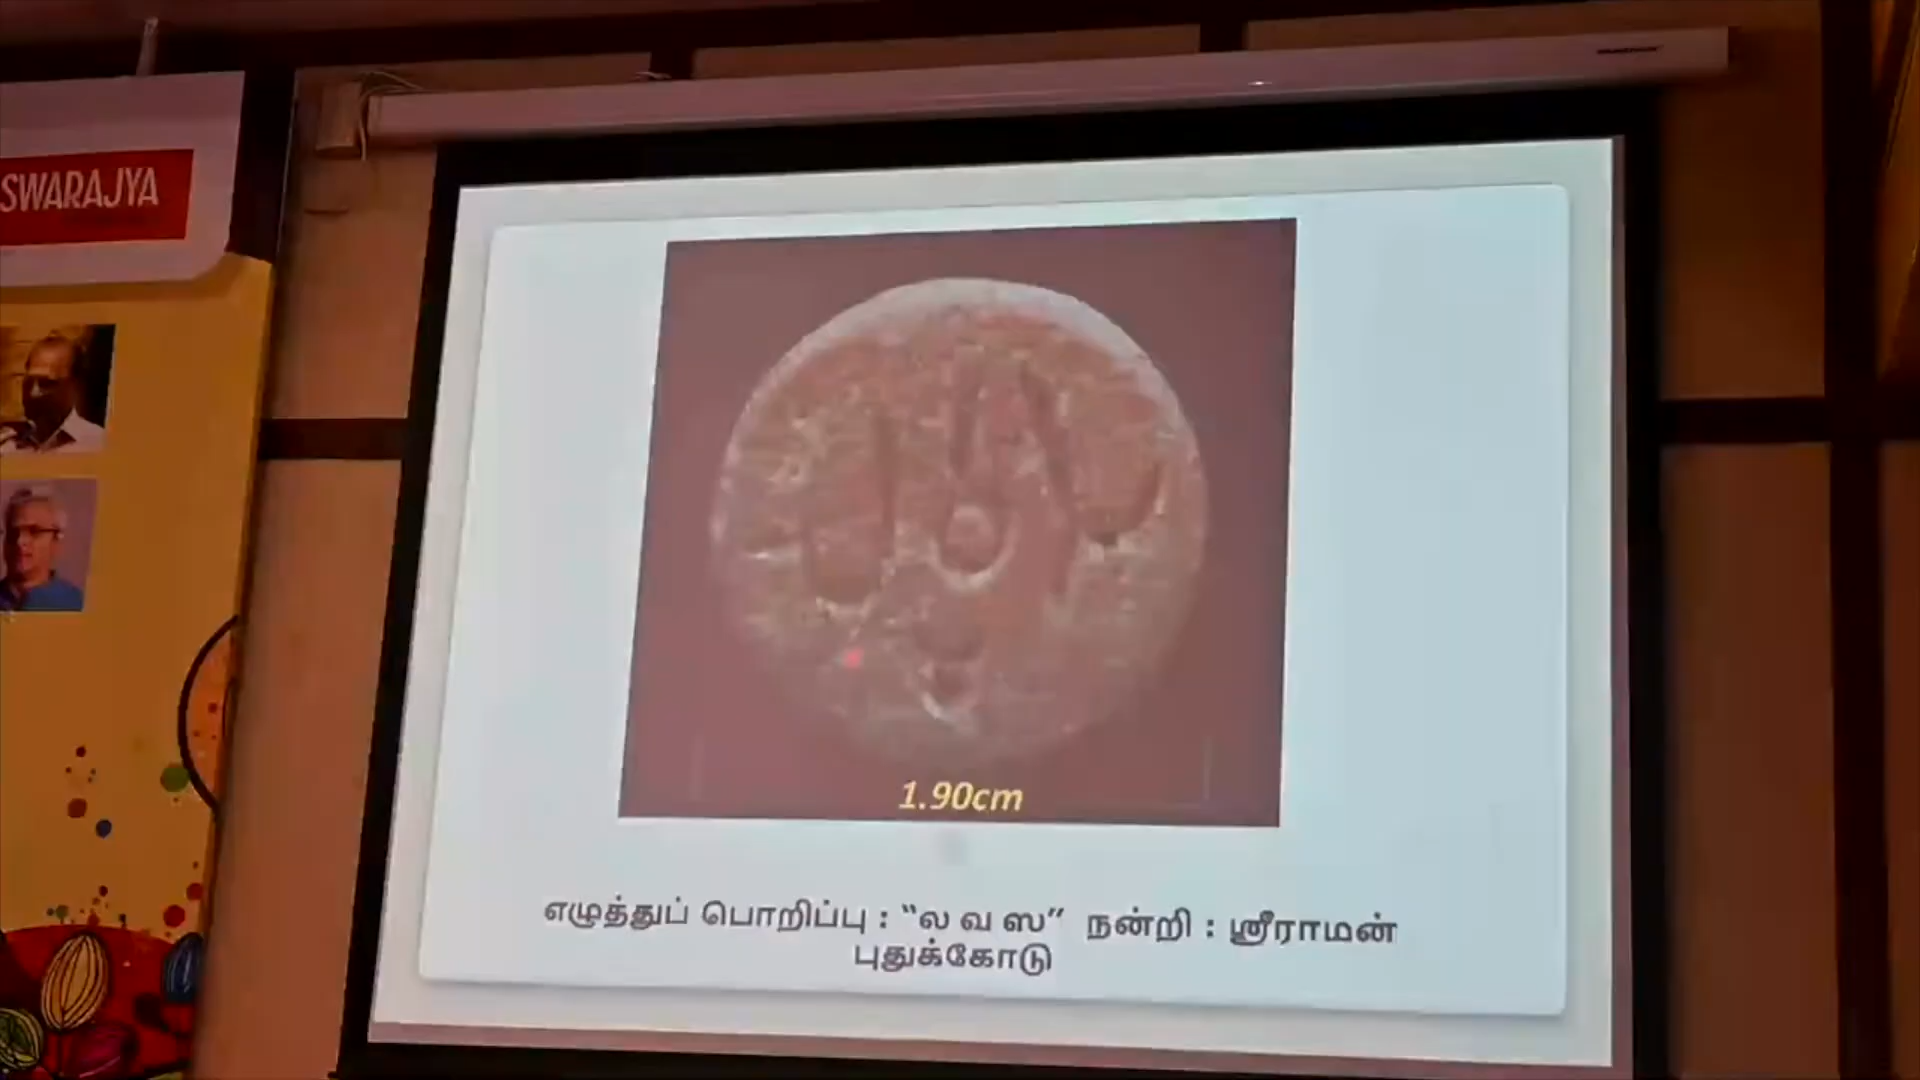 SWARAJYA
1.90cm
எழுத்துப் பொறிப்பு : “ல வ ஸ” நன்றி : ஸ்ரீராமன்
புதுக்கோடு